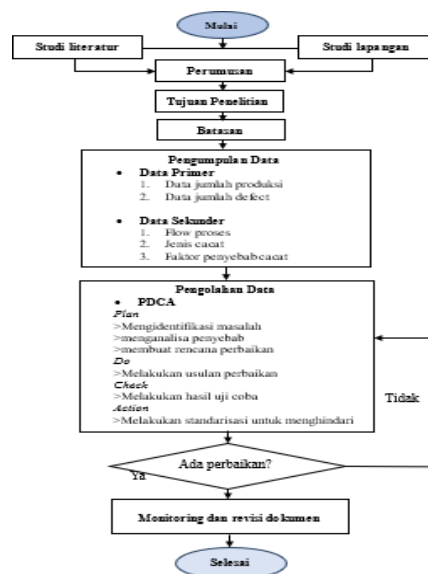 Mulai
Studi literatur
Studi lapangan
Perumusan
Tujuan Penelitian
Batasan
Pengumpulan Data
• Data Primer
1. Data jumlah produksi
2. Data jumlah defect
• Data Sekunder
1. Flow proses
2. Jenis cacat
3. Faktor penyebab cacat
Pengolahan Data
• PDCA
Plan
>Mengidentifikasi masalah
>menganalisa penyebab
>membuat rencana perbaikan
Do
>Melakukan usulan perbaikan
Check
>Melakukan hasil uji coba
Action
>Melakukan standarisasi untuk menghindari
Tidak
Ada perbaikan?
Ya
Monitoring dan revisi dokumen
Selesai